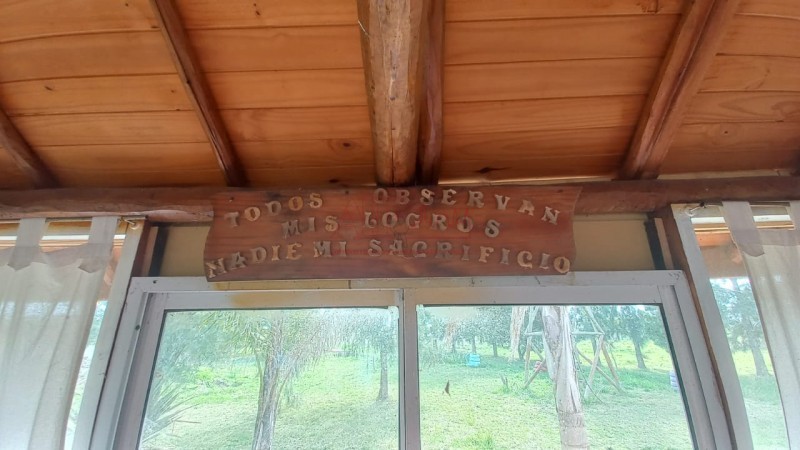 TODOS OBSERVAN
MIS LOGROS
NADIE MI SACRIFICIO